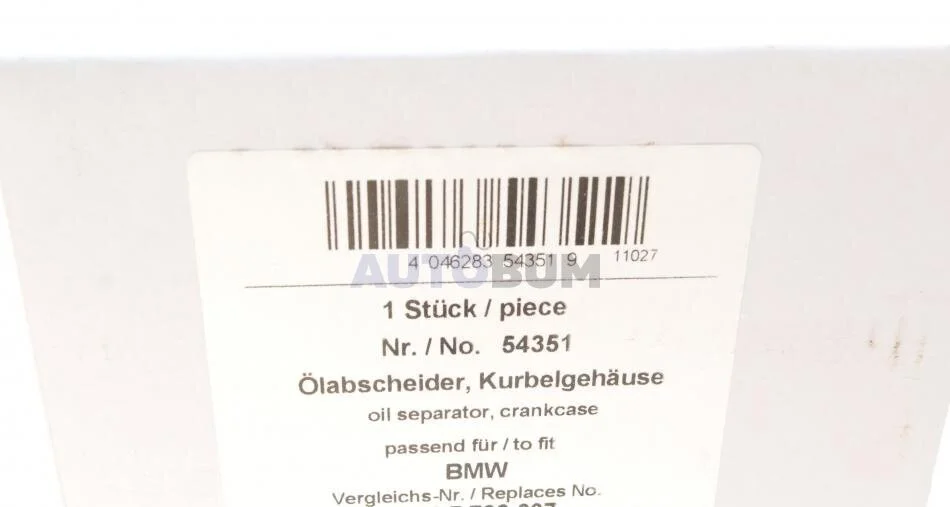 4 046283 54351 9 11027
AUTOBUM
1 Stück / piece
Nr. / No. 54351
Ölabscheider, Kurbelgehäuse
oil separator, crankcase
passend für / to fit
BMW
Vergleichs-Nr. / Replaces No.